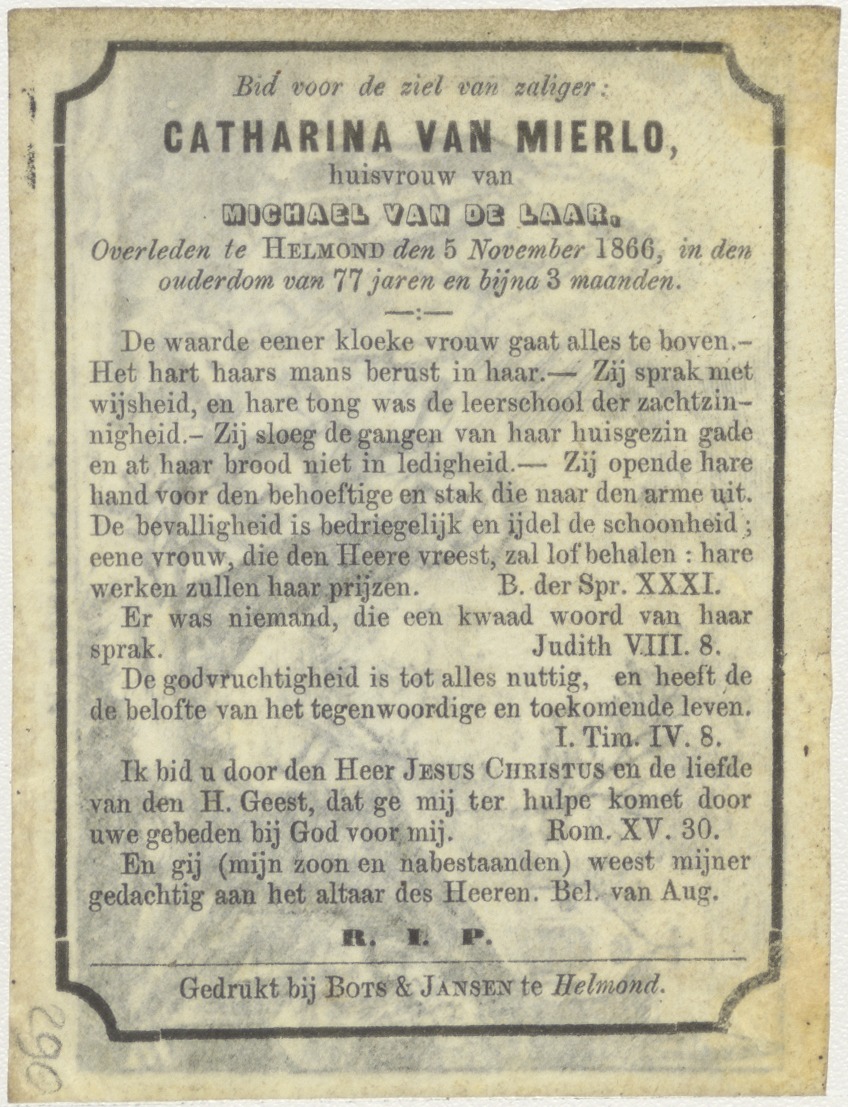 Bid voor de ziel van zaliger:
CATHARINA VAN MIERLO,
huisvrouw van
MICHAEL VAN DE LAAR.
Overleden te HELMOND den 5 November 1866, in den
ouderdom van 77 jaren en bijna 3 maanden.
—:—
De waarde eener kloeke vrouw gaat alles te boven.–
Het hart haars mans berust in haar.— Zij sprak met
wijsheid, en hare tong was de leerschool der zachtzin–
nigheid.– Zij sloeg de gangen van haar huisgezin gade
en at haar brood niet in ledigheid.— Zij opende hare
hand voor den behoeftige en stak die naar den arme uit.
De bevalligheid is bedriegelijk en ijdel de schoonheid ;
eene vrouw, die den Heere vreest, zal lof behalen : hare
werken zullen haar prijzen. B. der Spr. XXXI.
Er was niemand, die een kwaad woord van haar
sprak. Judith VIII. 8.
De godvruchtigheid is tot alles nuttig, en heeft de
de belofte van het tegenwoordige en toekomende leven.
I. Tim. IV. 8.
Ik bid u door den Heer JESUS CHRISTUS en de liefde
van den H. Geest, dat ge mij ter hulpe komet door
uwe gebeden bij God voor mij. Rom. XV. 30.
En gij (mijn zoon en nabestaanden) weest mijner
gedachtig aan het altaar des Heeren. Bel. van Aug.
R. I. P.
Gedrukt bij BOTS & JANSEN te Helmond.
290